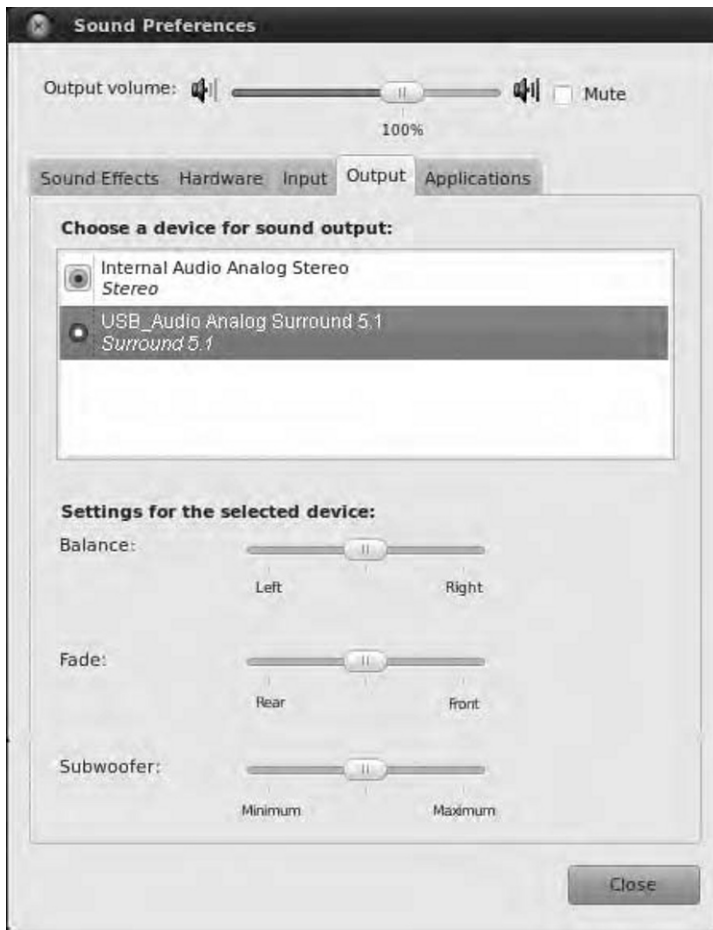 Sound Preferences
Output volume: Mute
100%
Sound Effects Hardware Input Output Applications
Choose a device for sound output:
Internal Audio Analog Stereo
Stereo
USB_Audio Analog Surround 5.1
Surround 5.1
Settings for the selected device:
Balance:
Left Right
Fade:
Rear Front
Subwoofer:
Minimum Maximum
Close